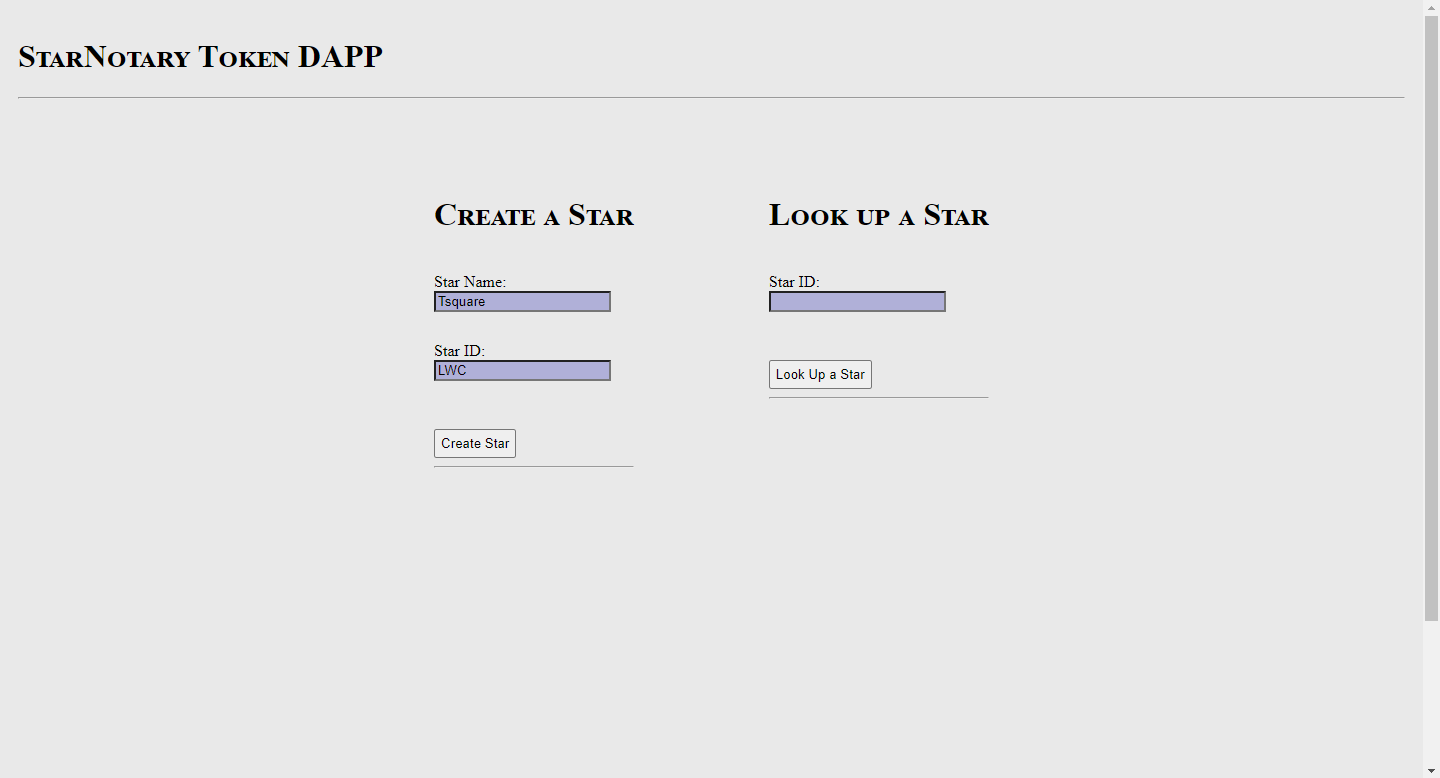 StarNotary Token DAPP
Create a Star
Star Name:
Tsquare
Star ID:
LWC
Create Star
Look up a Star
Star ID:
Look Up a Star